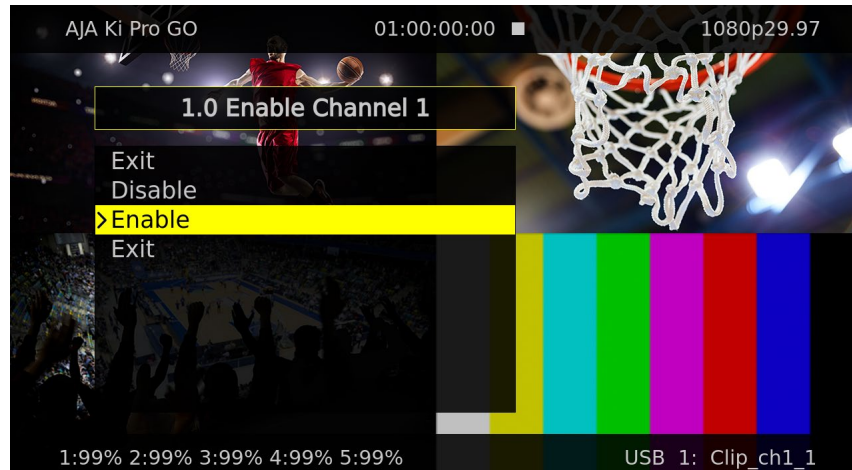 AJA Ki Pro GO 01:00:00:00 1080p29.97
1.0 Enable Channel 1
Exit
Disable
>Enable
Exit
1:99% 2:99% 3:99% 4:99% 5:99% USB 1: Clip_ch1_1